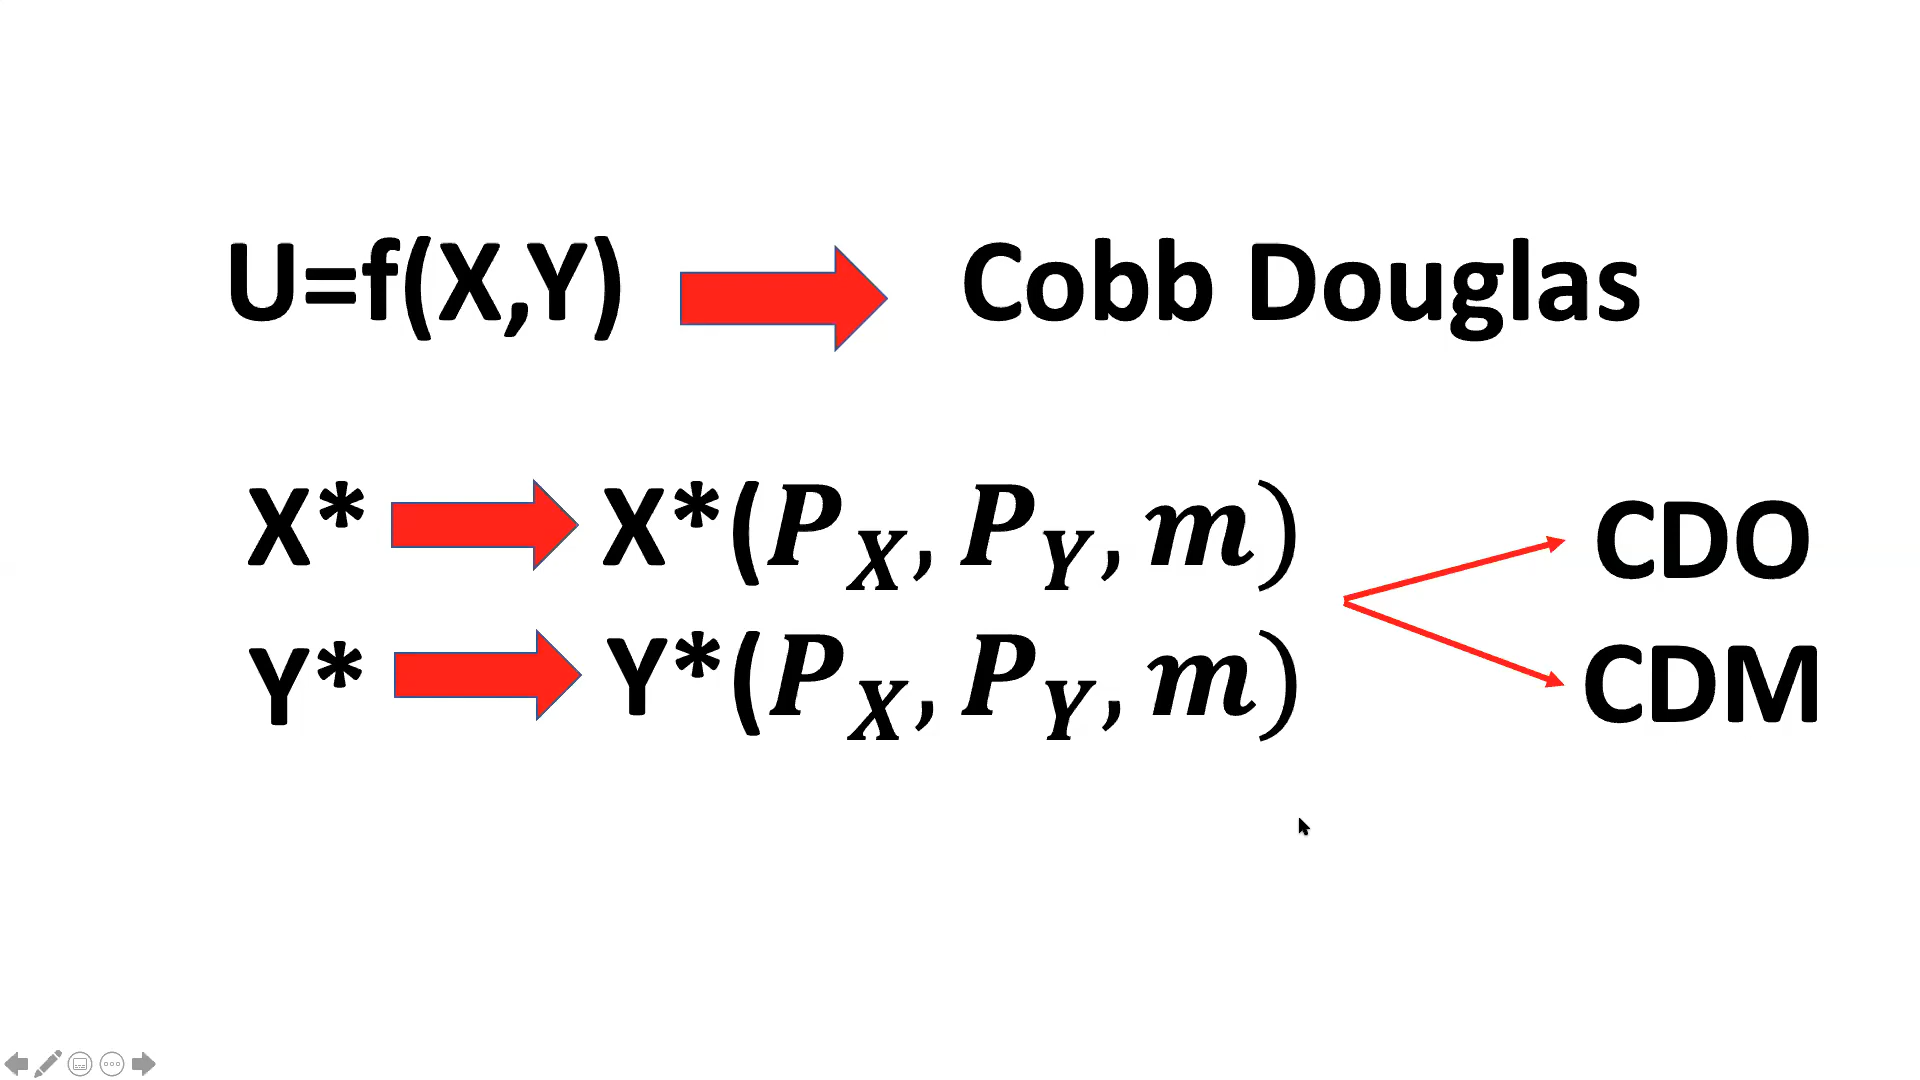 U=f(X,Y) Cobb Douglas
X* X*(P_X, P_Y, m) CDO
Y* Y*(P_X, P_Y, m) CDM